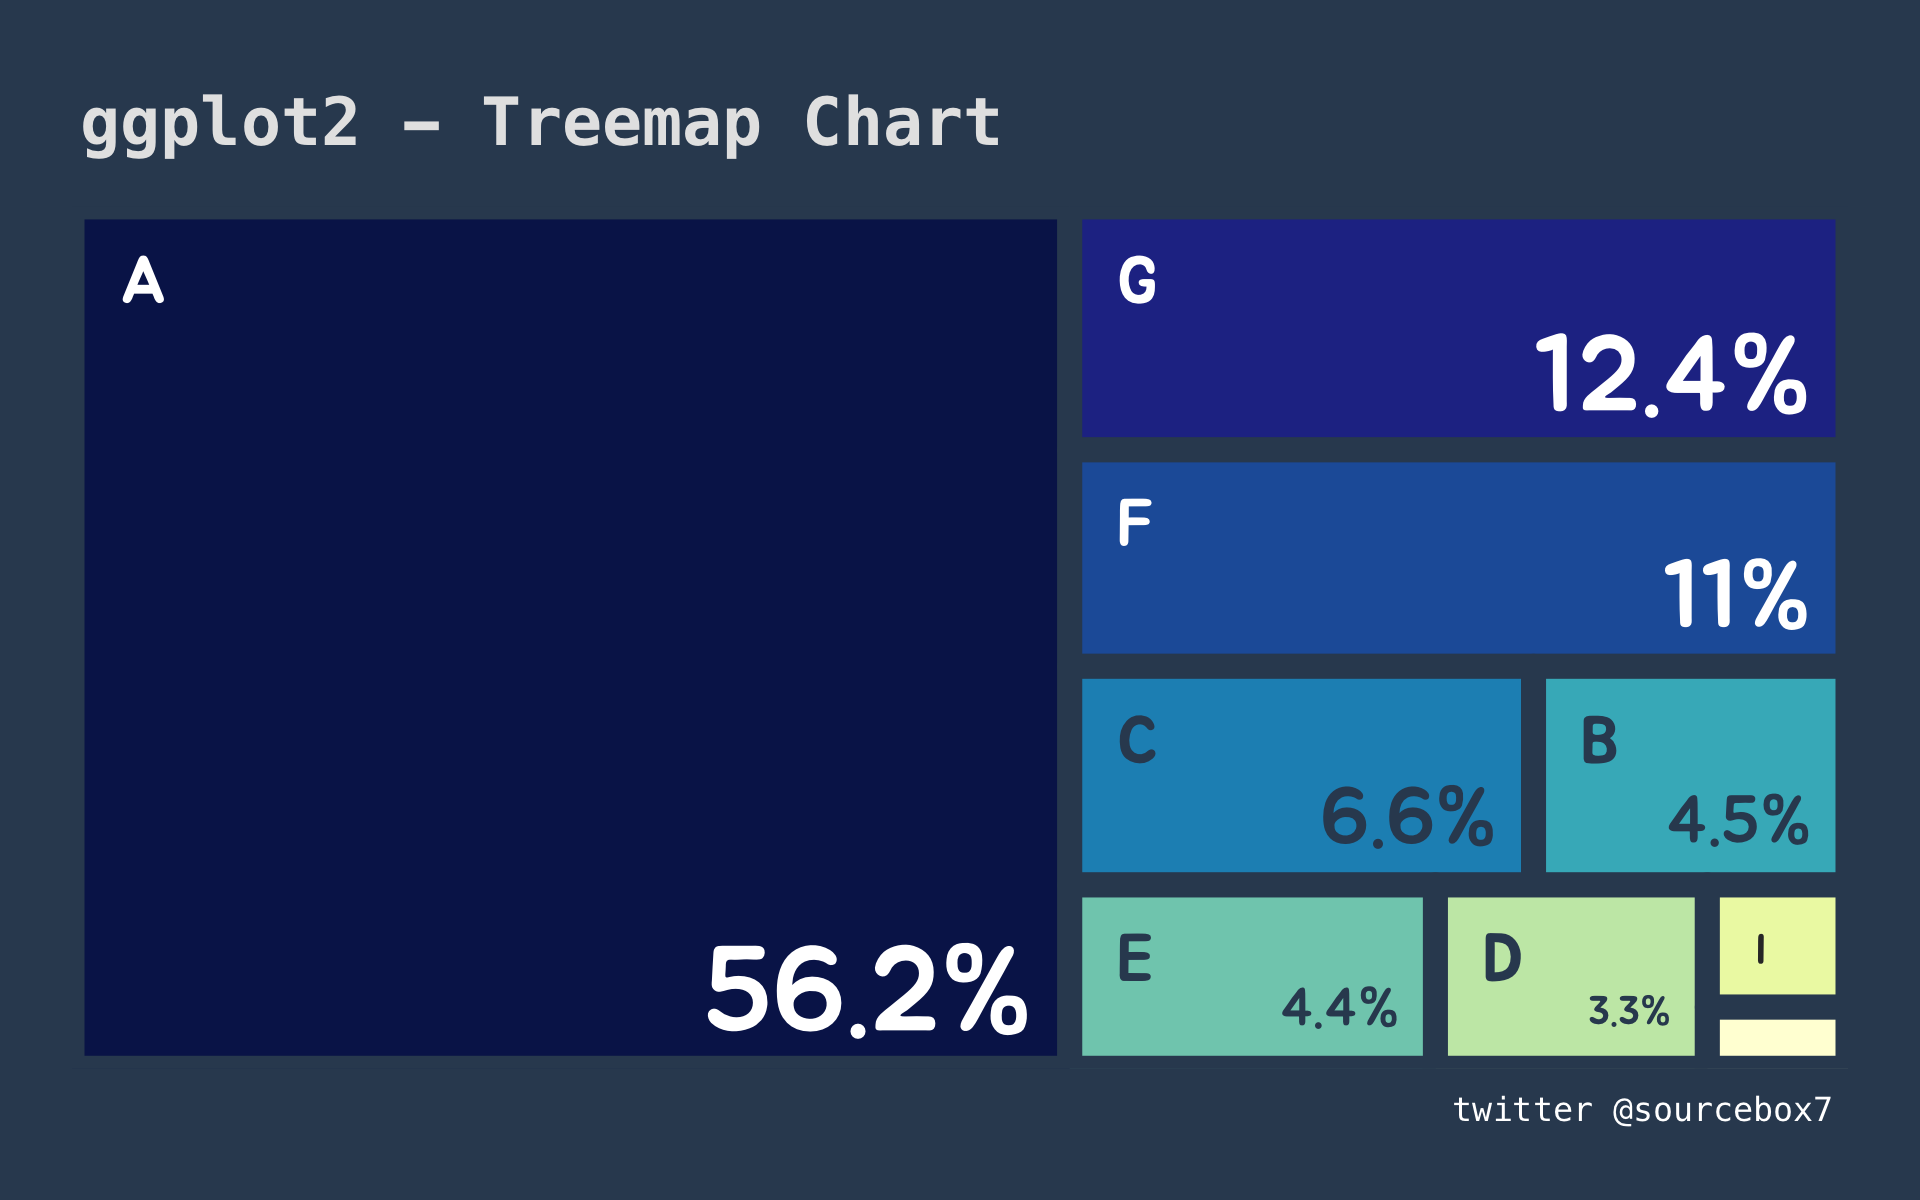 ggplot2 – Treemap Chart
A
56.2%
G
12.4%
F
11%
C
6.6%
B
4.5%
E
4.4%
D
3.3%
I
twitter @sourcebox7